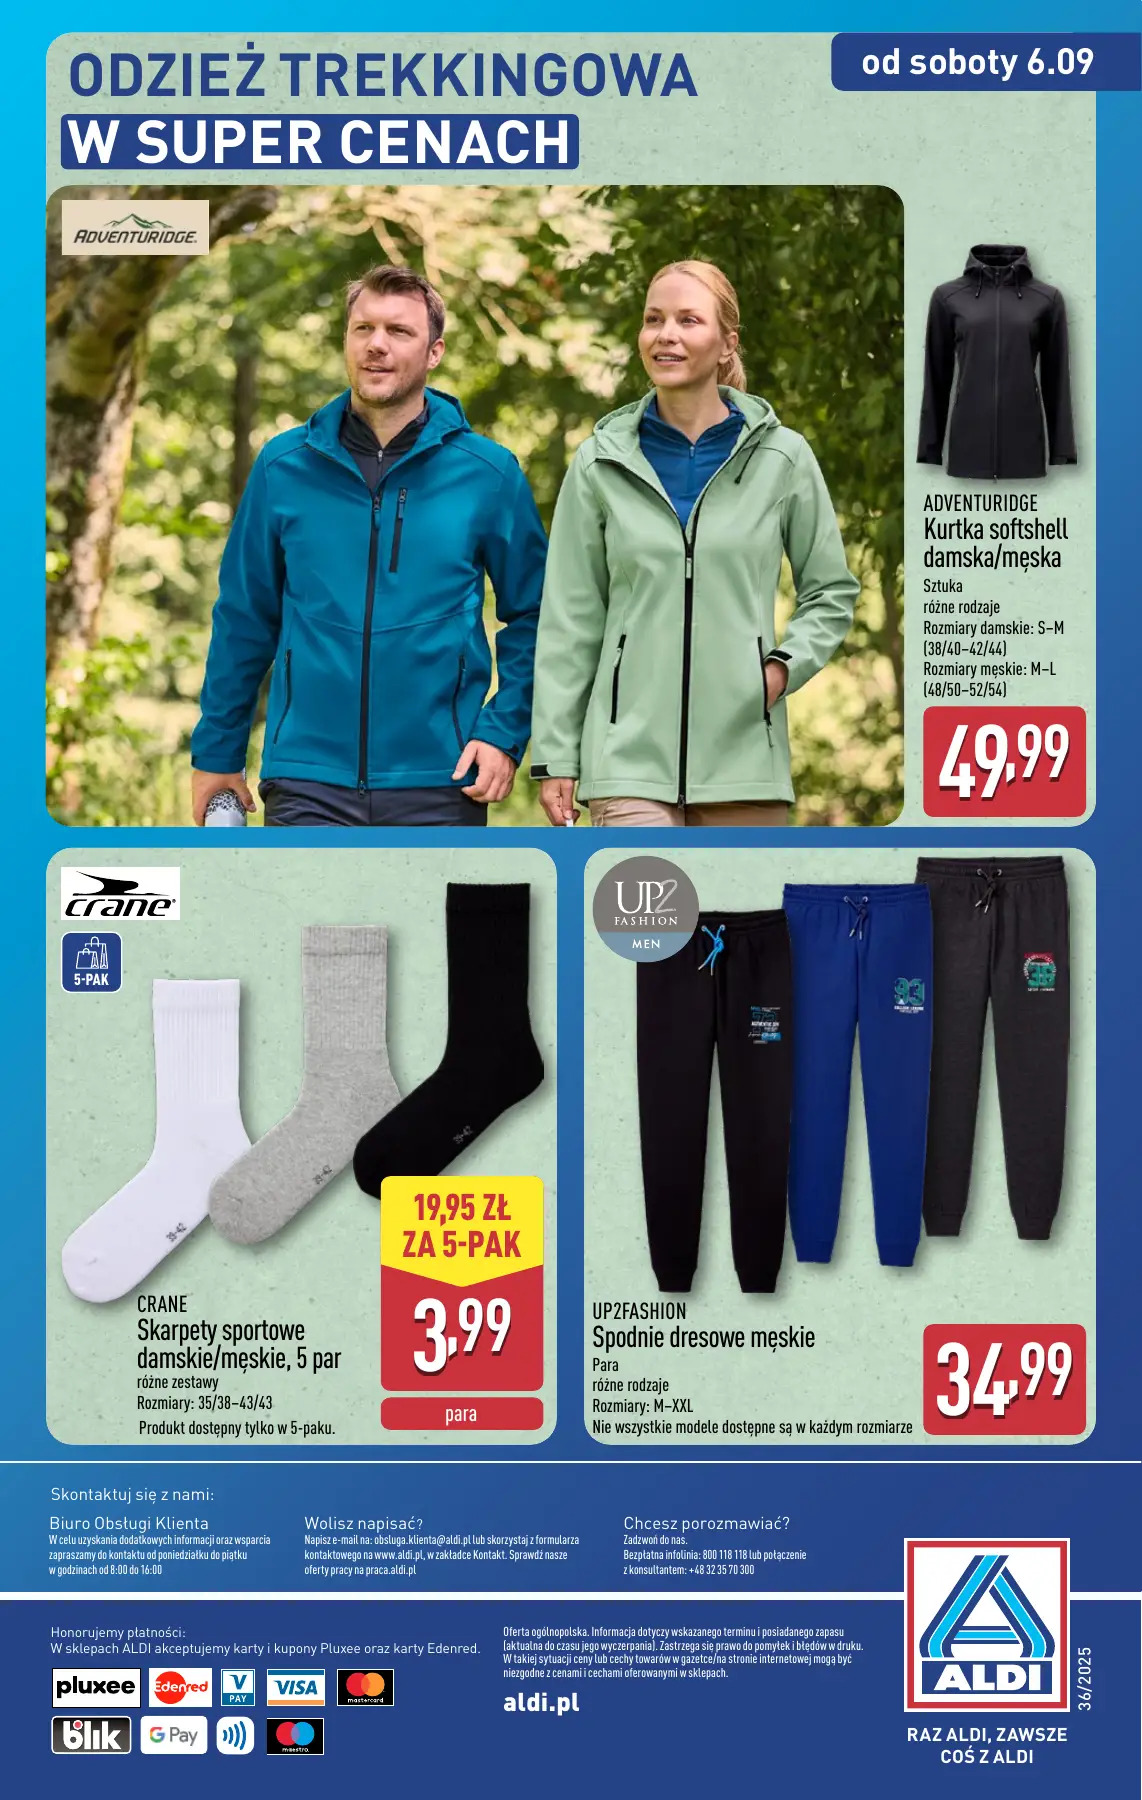 ODZIEŻ TREKKINGOWA
W SUPER CENACH
od soboty 6.09
ADVENTURIDGE.
ADVENTURIDGE
Kurtka softshell
damska/męska
Sztuka
różne rodzaje
Rozmiary damskie: S–M
(38/40–42/44)
Rozmiary męskie: M–L
(48/50–52/54)
49,99
crane®
5-PAK
39-42
39-42
39-42
19,95 ZŁ
ZA 5-PAK
3,99
para
CRANE
Skarpety sportowe
damskie/męskie, 5 par
różne zestawy
Rozmiary: 35/38–43/43
Produkt dostępny tylko w 5-paku.
UP2
FASHION
MEN
93
UP2FASHION
Spodnie dresowe męskie
Para
różne rodzaje
Rozmiary: M–XXL
Nie wszystkie modele dostępne są w każdym rozmiarze
34,99
Skontaktuj się z nami:
Biuro Obsługi Klienta
W celu uzyskania dodatkowych informacji oraz wsparcia
zapraszamy do kontaktu od poniedziałku do piątku
w godzinach od 8:00 do 16:00
Wolisz napisać?
Napisz e-mail na: obsluga.klienta@aldi.pl lub skorzystaj z formularza
kontaktowego na www.aldi.pl, w zakładce Kontakt. Sprawdź nasze
oferty pracy na praca.aldi.pl
Chcesz porozmawiać?
Zadzwoń do nas.
Bezpłatna infolinia: 800 118 118 lub połączenie
z konsultantem: +48 32 35 70 300
Honorujemy płatności:
W sklepach ALDI akceptujemy karty i kupony Pluxee oraz karty Edenred.
pluxee
Edenred
V
PAY
VISA
mastercard
blik
G Pay
maestro
Oferta ogólnopolska. Informacja dotyczy wskazanego terminu i posiadanego zapasu
(aktualna do czasu jego wyczerpania). Zastrzega się prawo do pomyłek i błędów w druku.
W takiej sytuacji ceny lub cechy towarów w gazetce/na stronie internetowej mogą być
niezgodne z cenami i cechami oferowanymi w sklepach.
aldi.pl
ALDI
36/2025
RAZ ALDI, ZAWSZE
COŚ Z ALDI